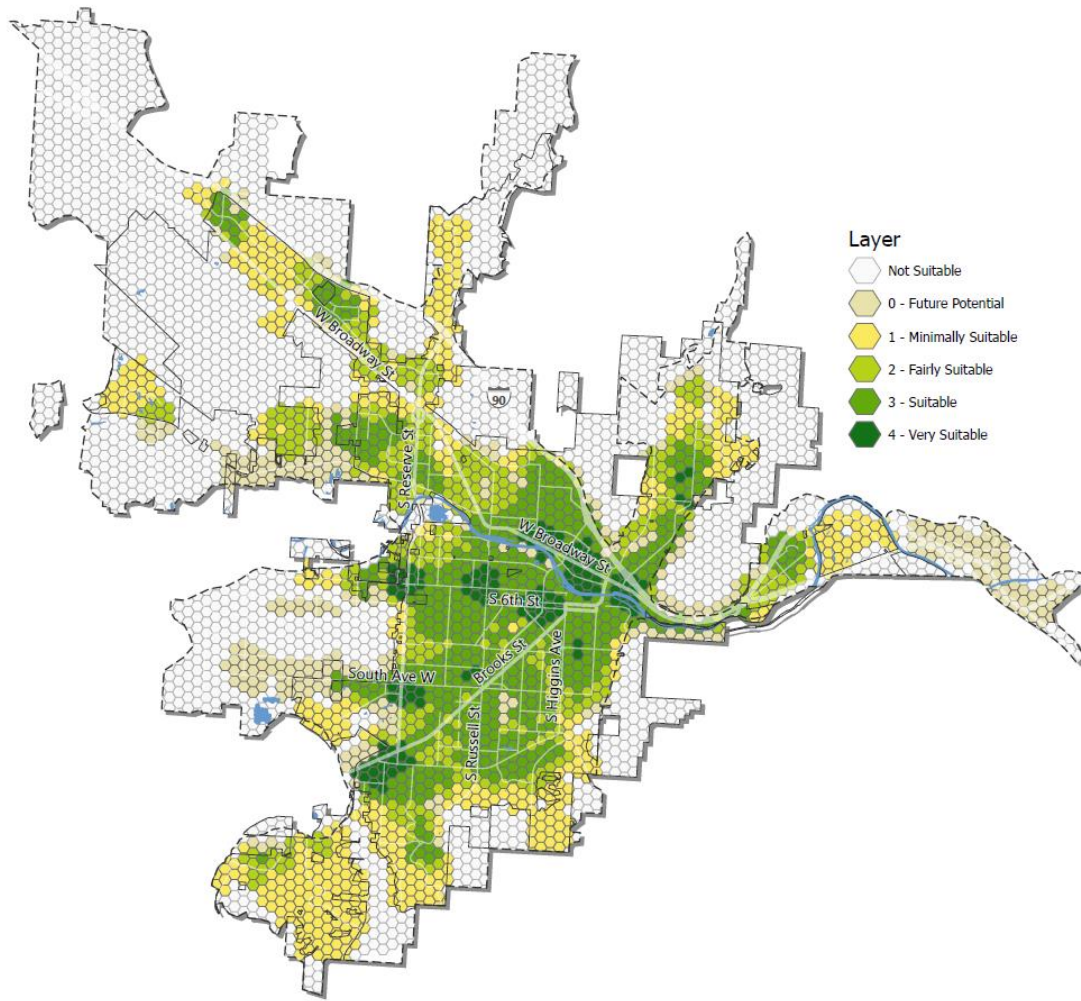 Layer
Not Suitable
0 - Future Potential
1 - Minimally Suitable
2 - Fairly Suitable
3 - Suitable
4 - Very Suitable
W Broadway St
90
S Reserve St
W Broadway St
S 6th St
Brooks St
S Higgins Ave
South Ave W
S Russell St